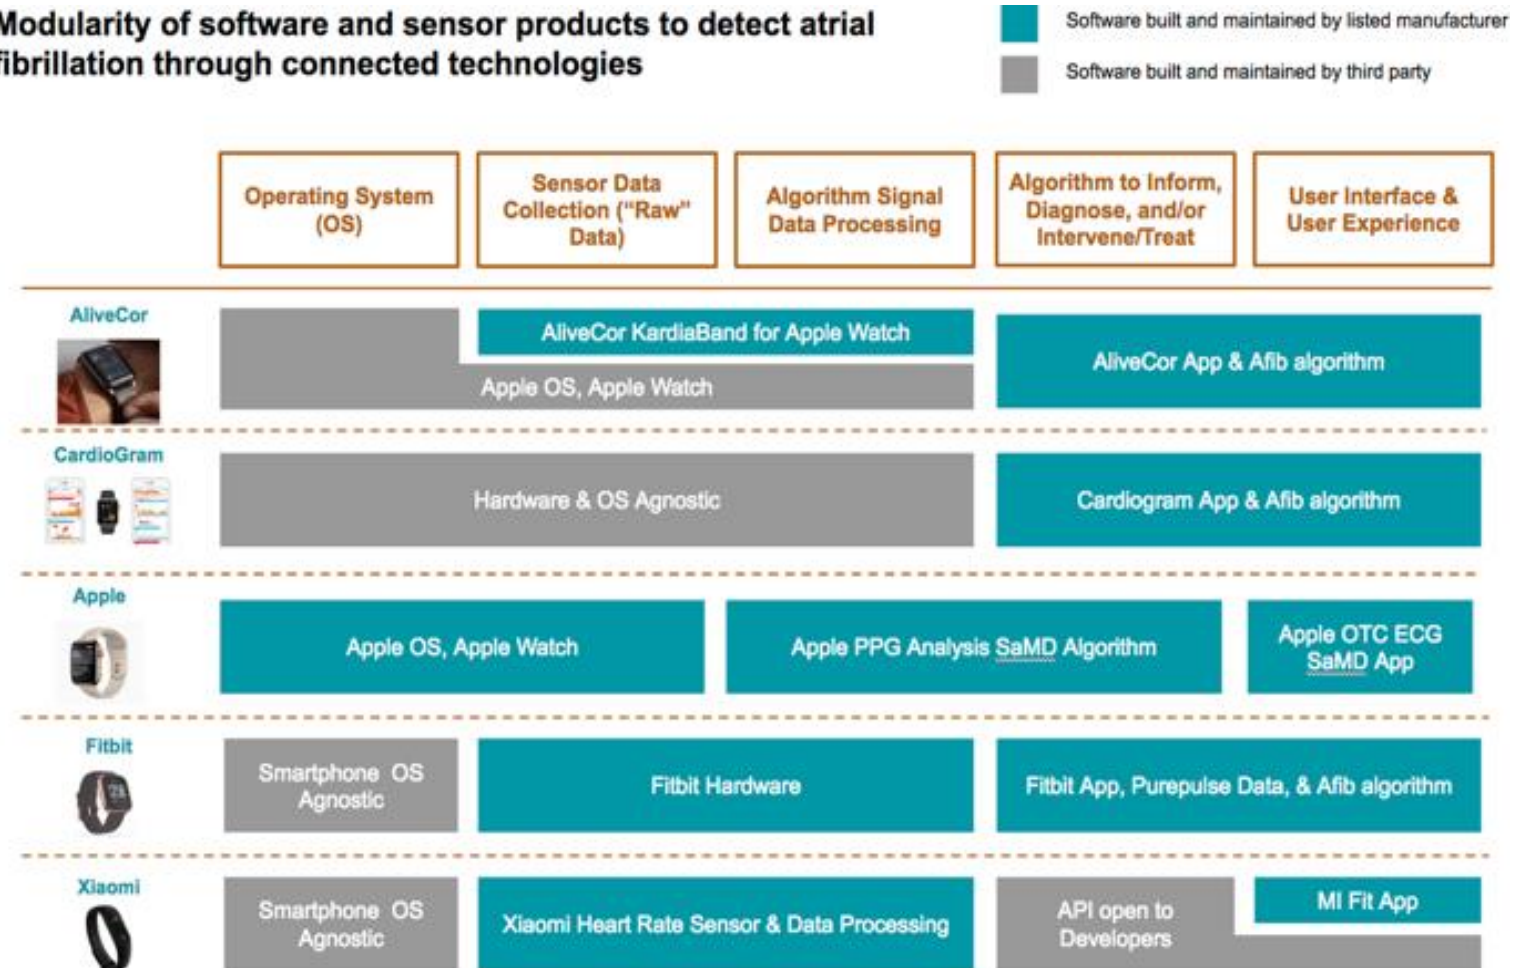 Modularity of software and sensor products to detect atrial
fibrillation through connected technologies
Software built and maintained by listed manufacturer
Software built and maintained by third party
Operating System
(OS)
Sensor Data
Collection ("Raw"
Data)
Algorithm Signal
Data Processing
Algorithm to Inform,
Diagnose, and/or
Intervene/Treat
User Interface &
User Experience
AliveCor
AliveCor KardiaBand for Apple Watch
Apple OS, Apple Watch
AliveCor App & Afib algorithm
CardioGram
Hardware & OS Agnostic
Cardiogram App & Afib algorithm
Apple
Apple OS, Apple Watch
Apple PPG Analysis SaMD Algorithm
Apple OTC ECG
SaMD App
Fitbit
Smartphone OS
Agnostic
Fitbit Hardware
Fitbit App, Purepulse Data, & Afib algorithm
Xiaomi
Smartphone OS
Agnostic
Xiaomi Heart Rate Sensor & Data Processing
API open to
Developers
MI Fit App